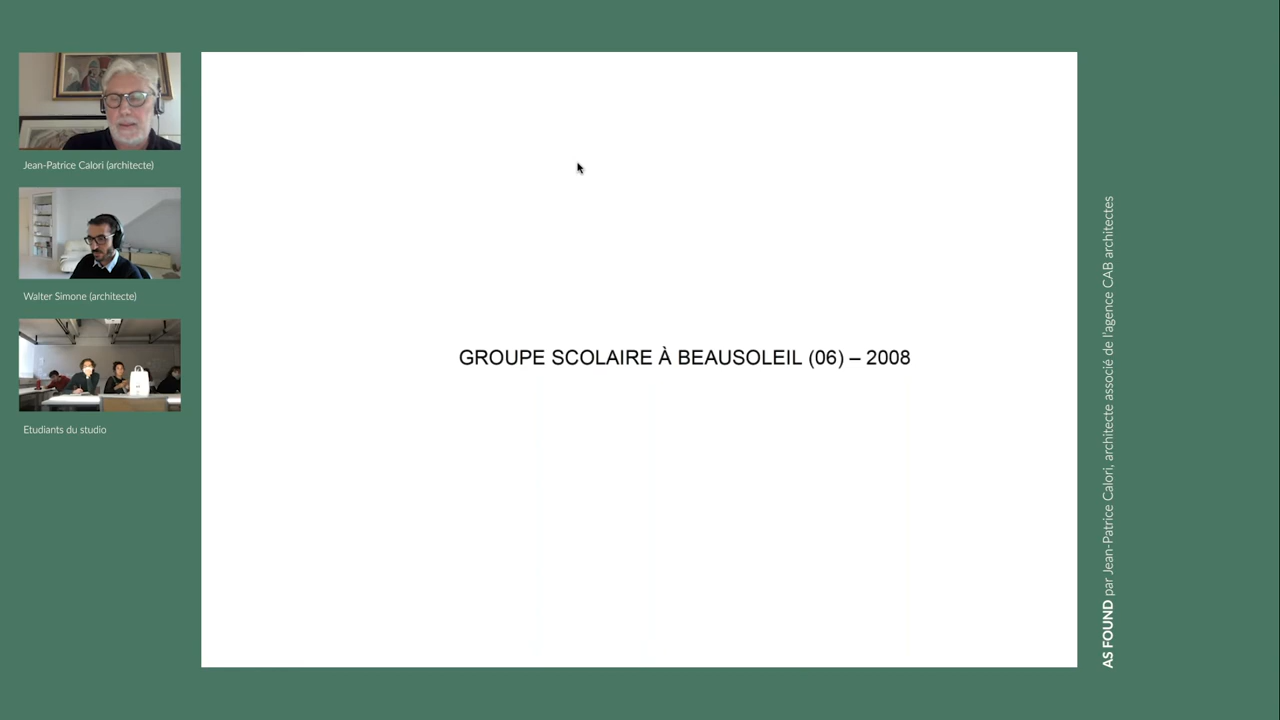 Jean-Patrice Calori (architecte)
Walter Simone (architecte)
Etudiants du studio
GROUPE SCOLAIRE À BEAUSOLEIL (06) – 2008
AS FOUND par Jean-Patrice Calori, architecte associé de l'agence CAB architectes